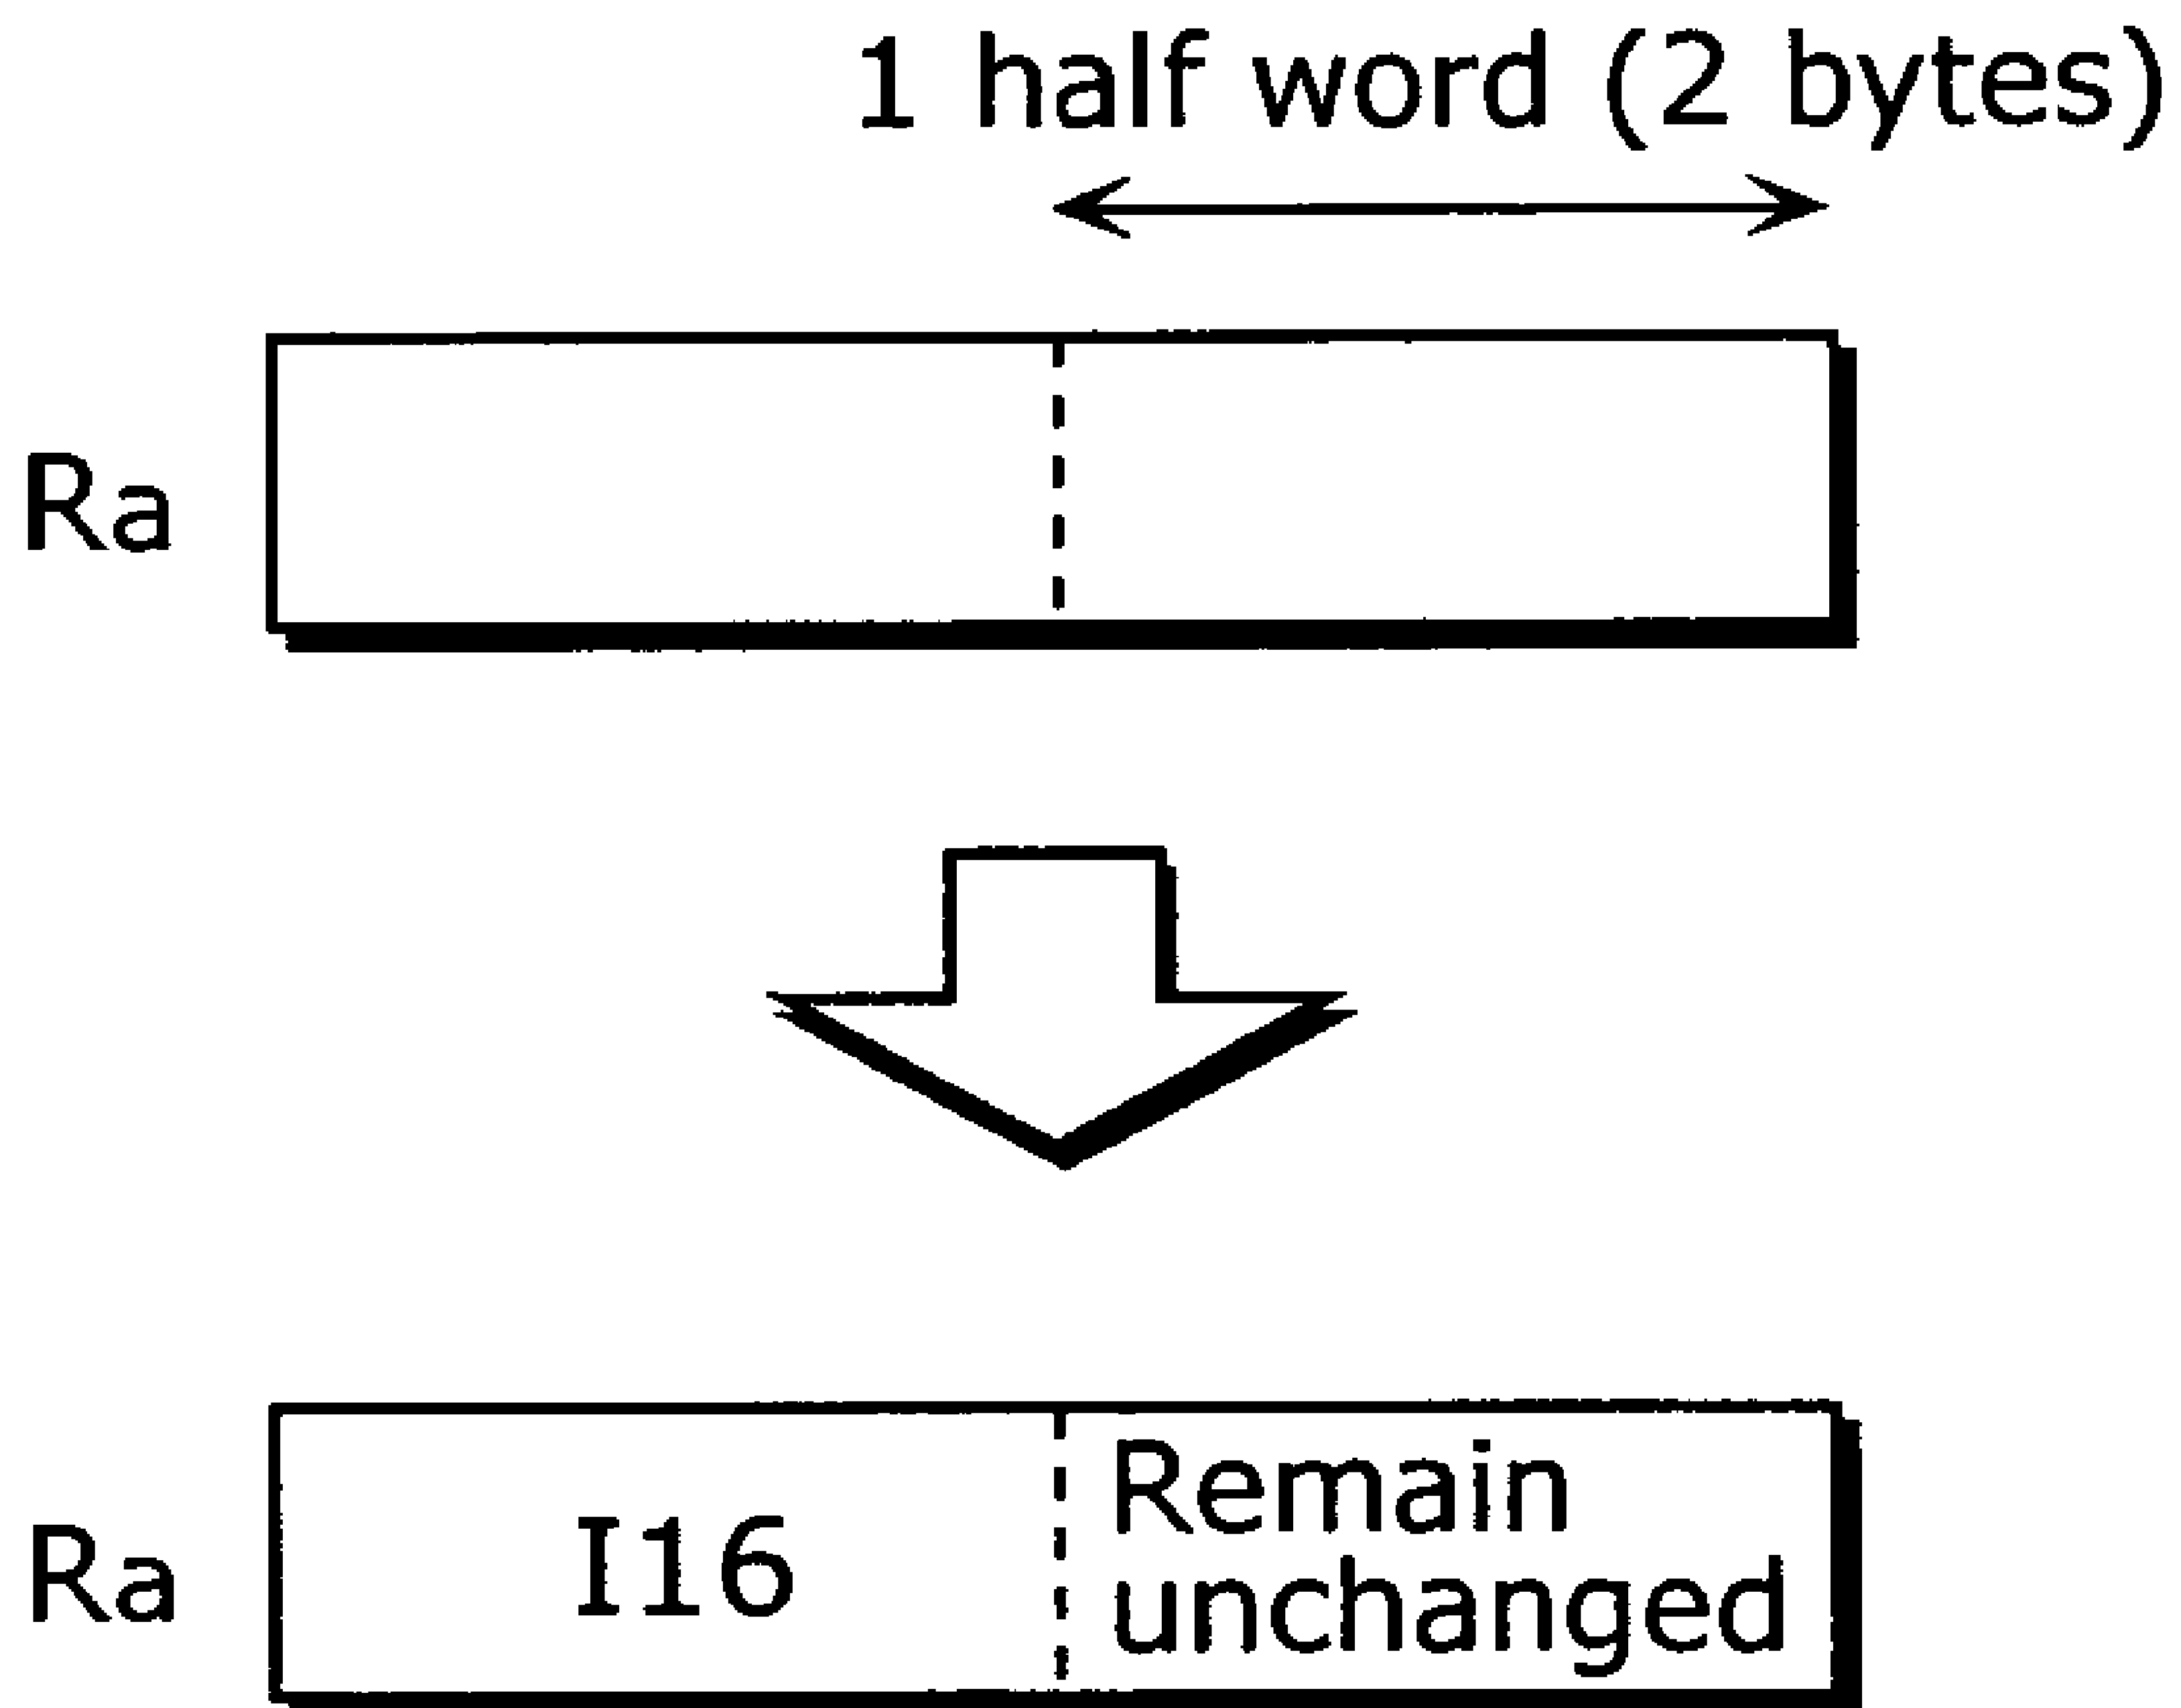 1 half word (2 bytes)
Ra
Ra
I16
Remain
unchanged